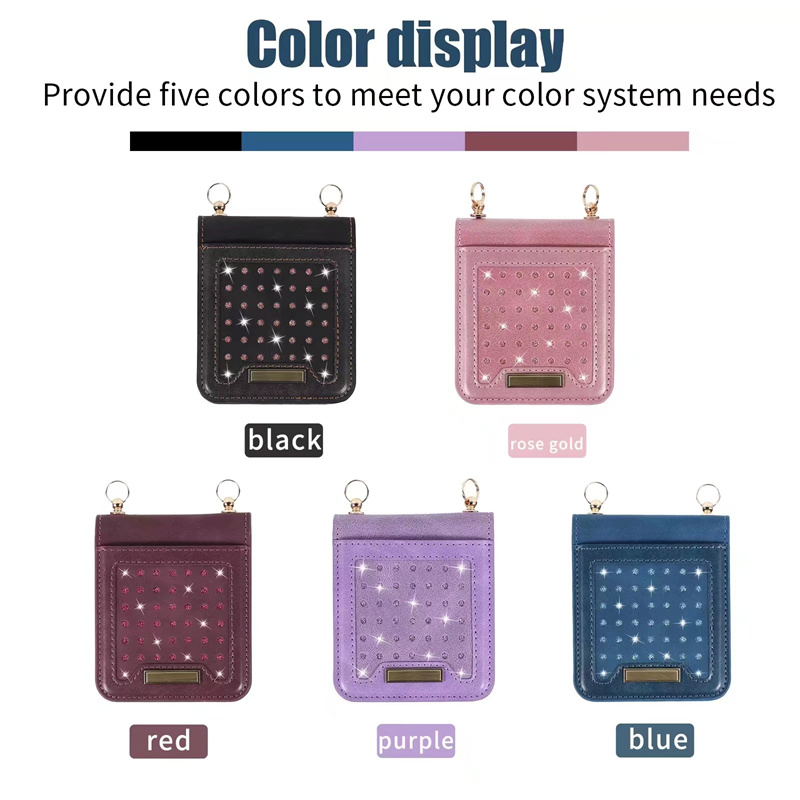 Color display
Provide five colors to meet your color system needs
black
rose gold
red
purple
blue